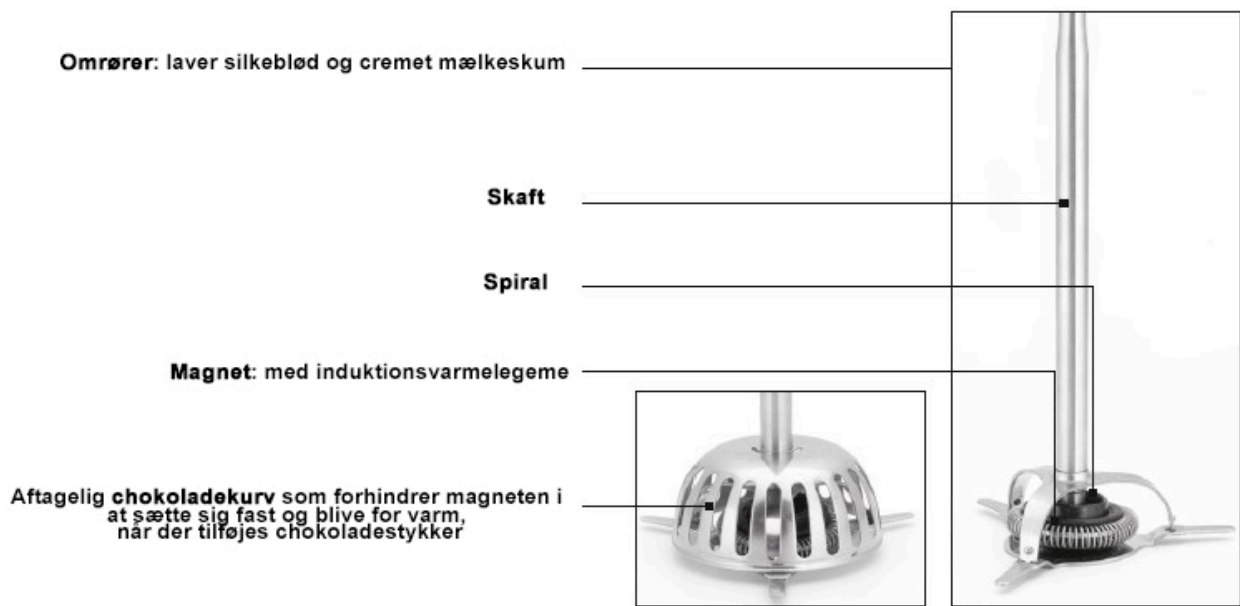 Omrører: laver silkeblød og cremet mælkeskum
Skaft
Spiral
Magnet: med induktionsvarmelegeme
Aftagelig chokoladekurv som forhindrer magneten i
at sætte sig fast og blive for varm,
når der tilføjes chokoladestykker